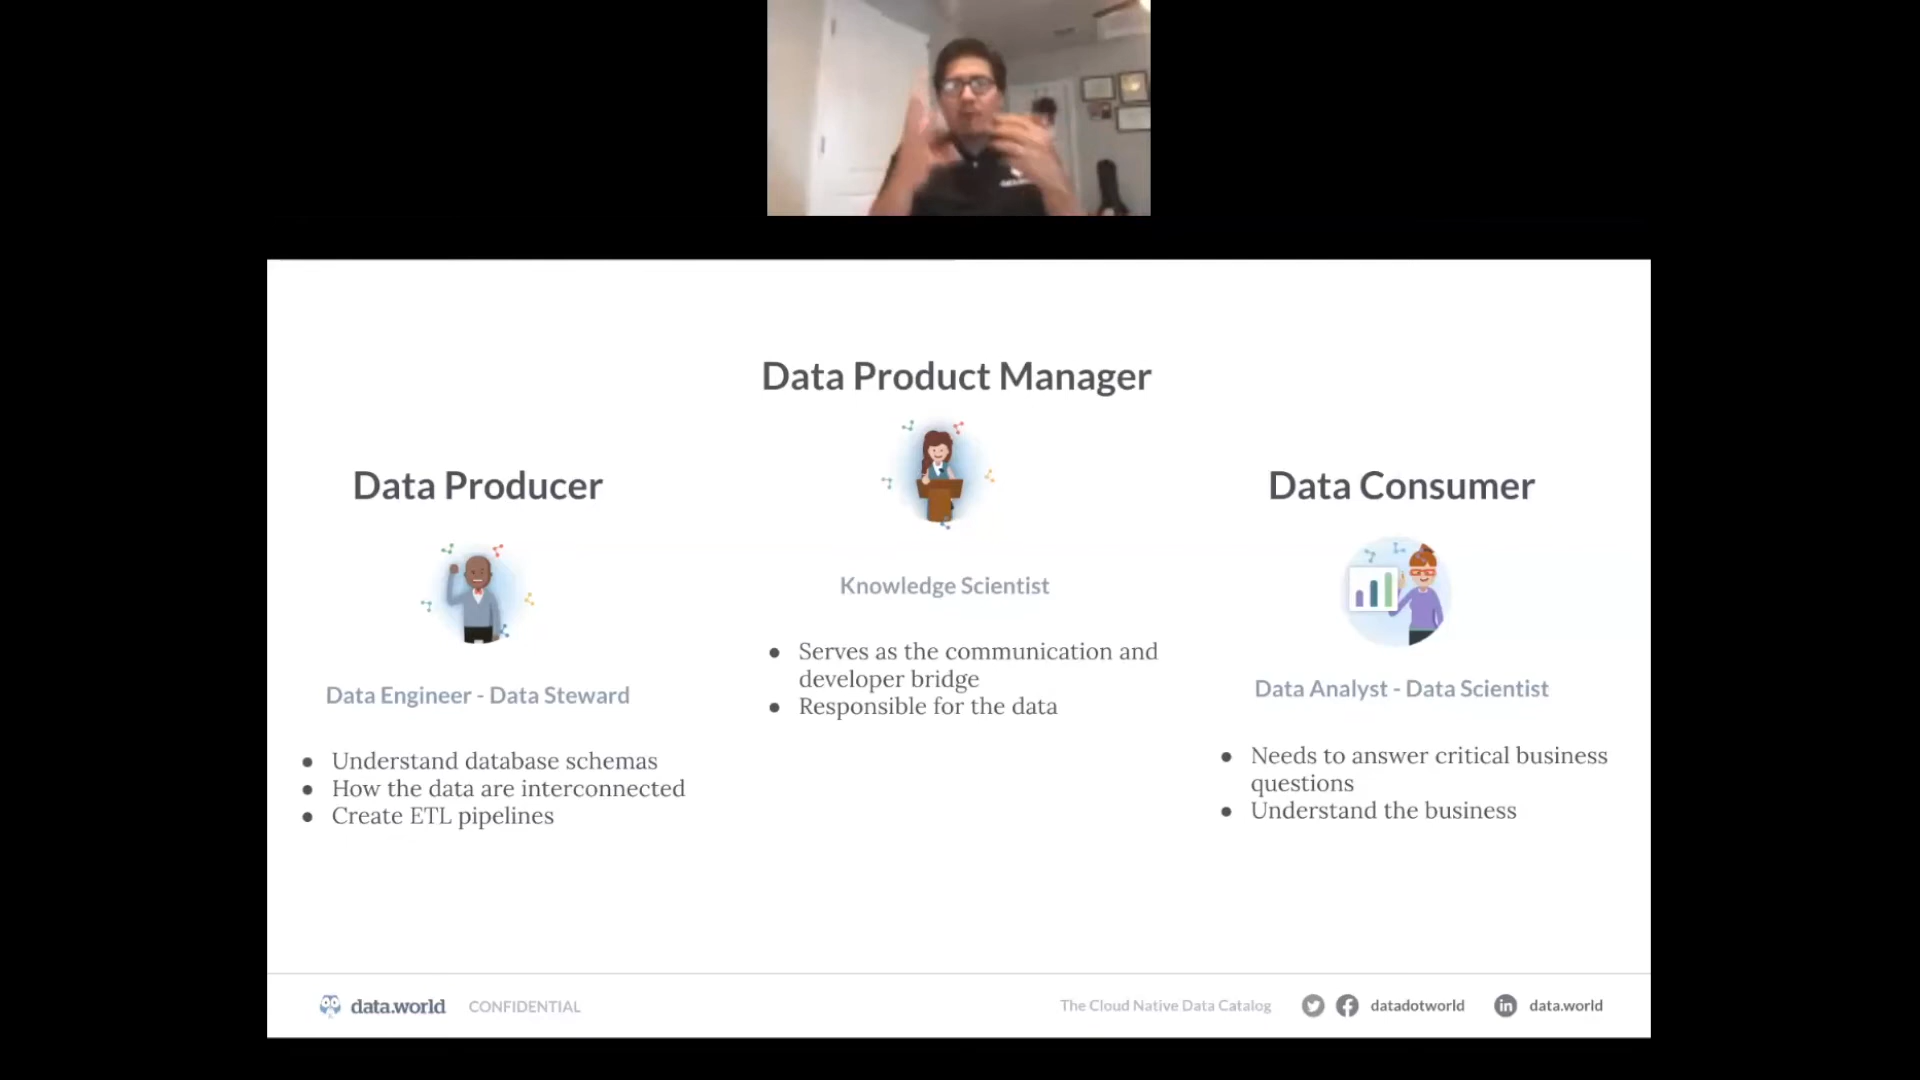 Data Product Manager
Knowledge Scientist
● Serves as the communication and
developer bridge
● Responsible for the data
Data Producer
Data Engineer - Data Steward
● Understand database schemas
● How the data are interconnected
● Create ETL pipelines
Data Consumer
Data Analyst - Data Scientist
● Needs to answer critical business
questions
● Understand the business
data.world CONFIDENTIAL The Cloud Native Data Catalog datadotworld in data.world